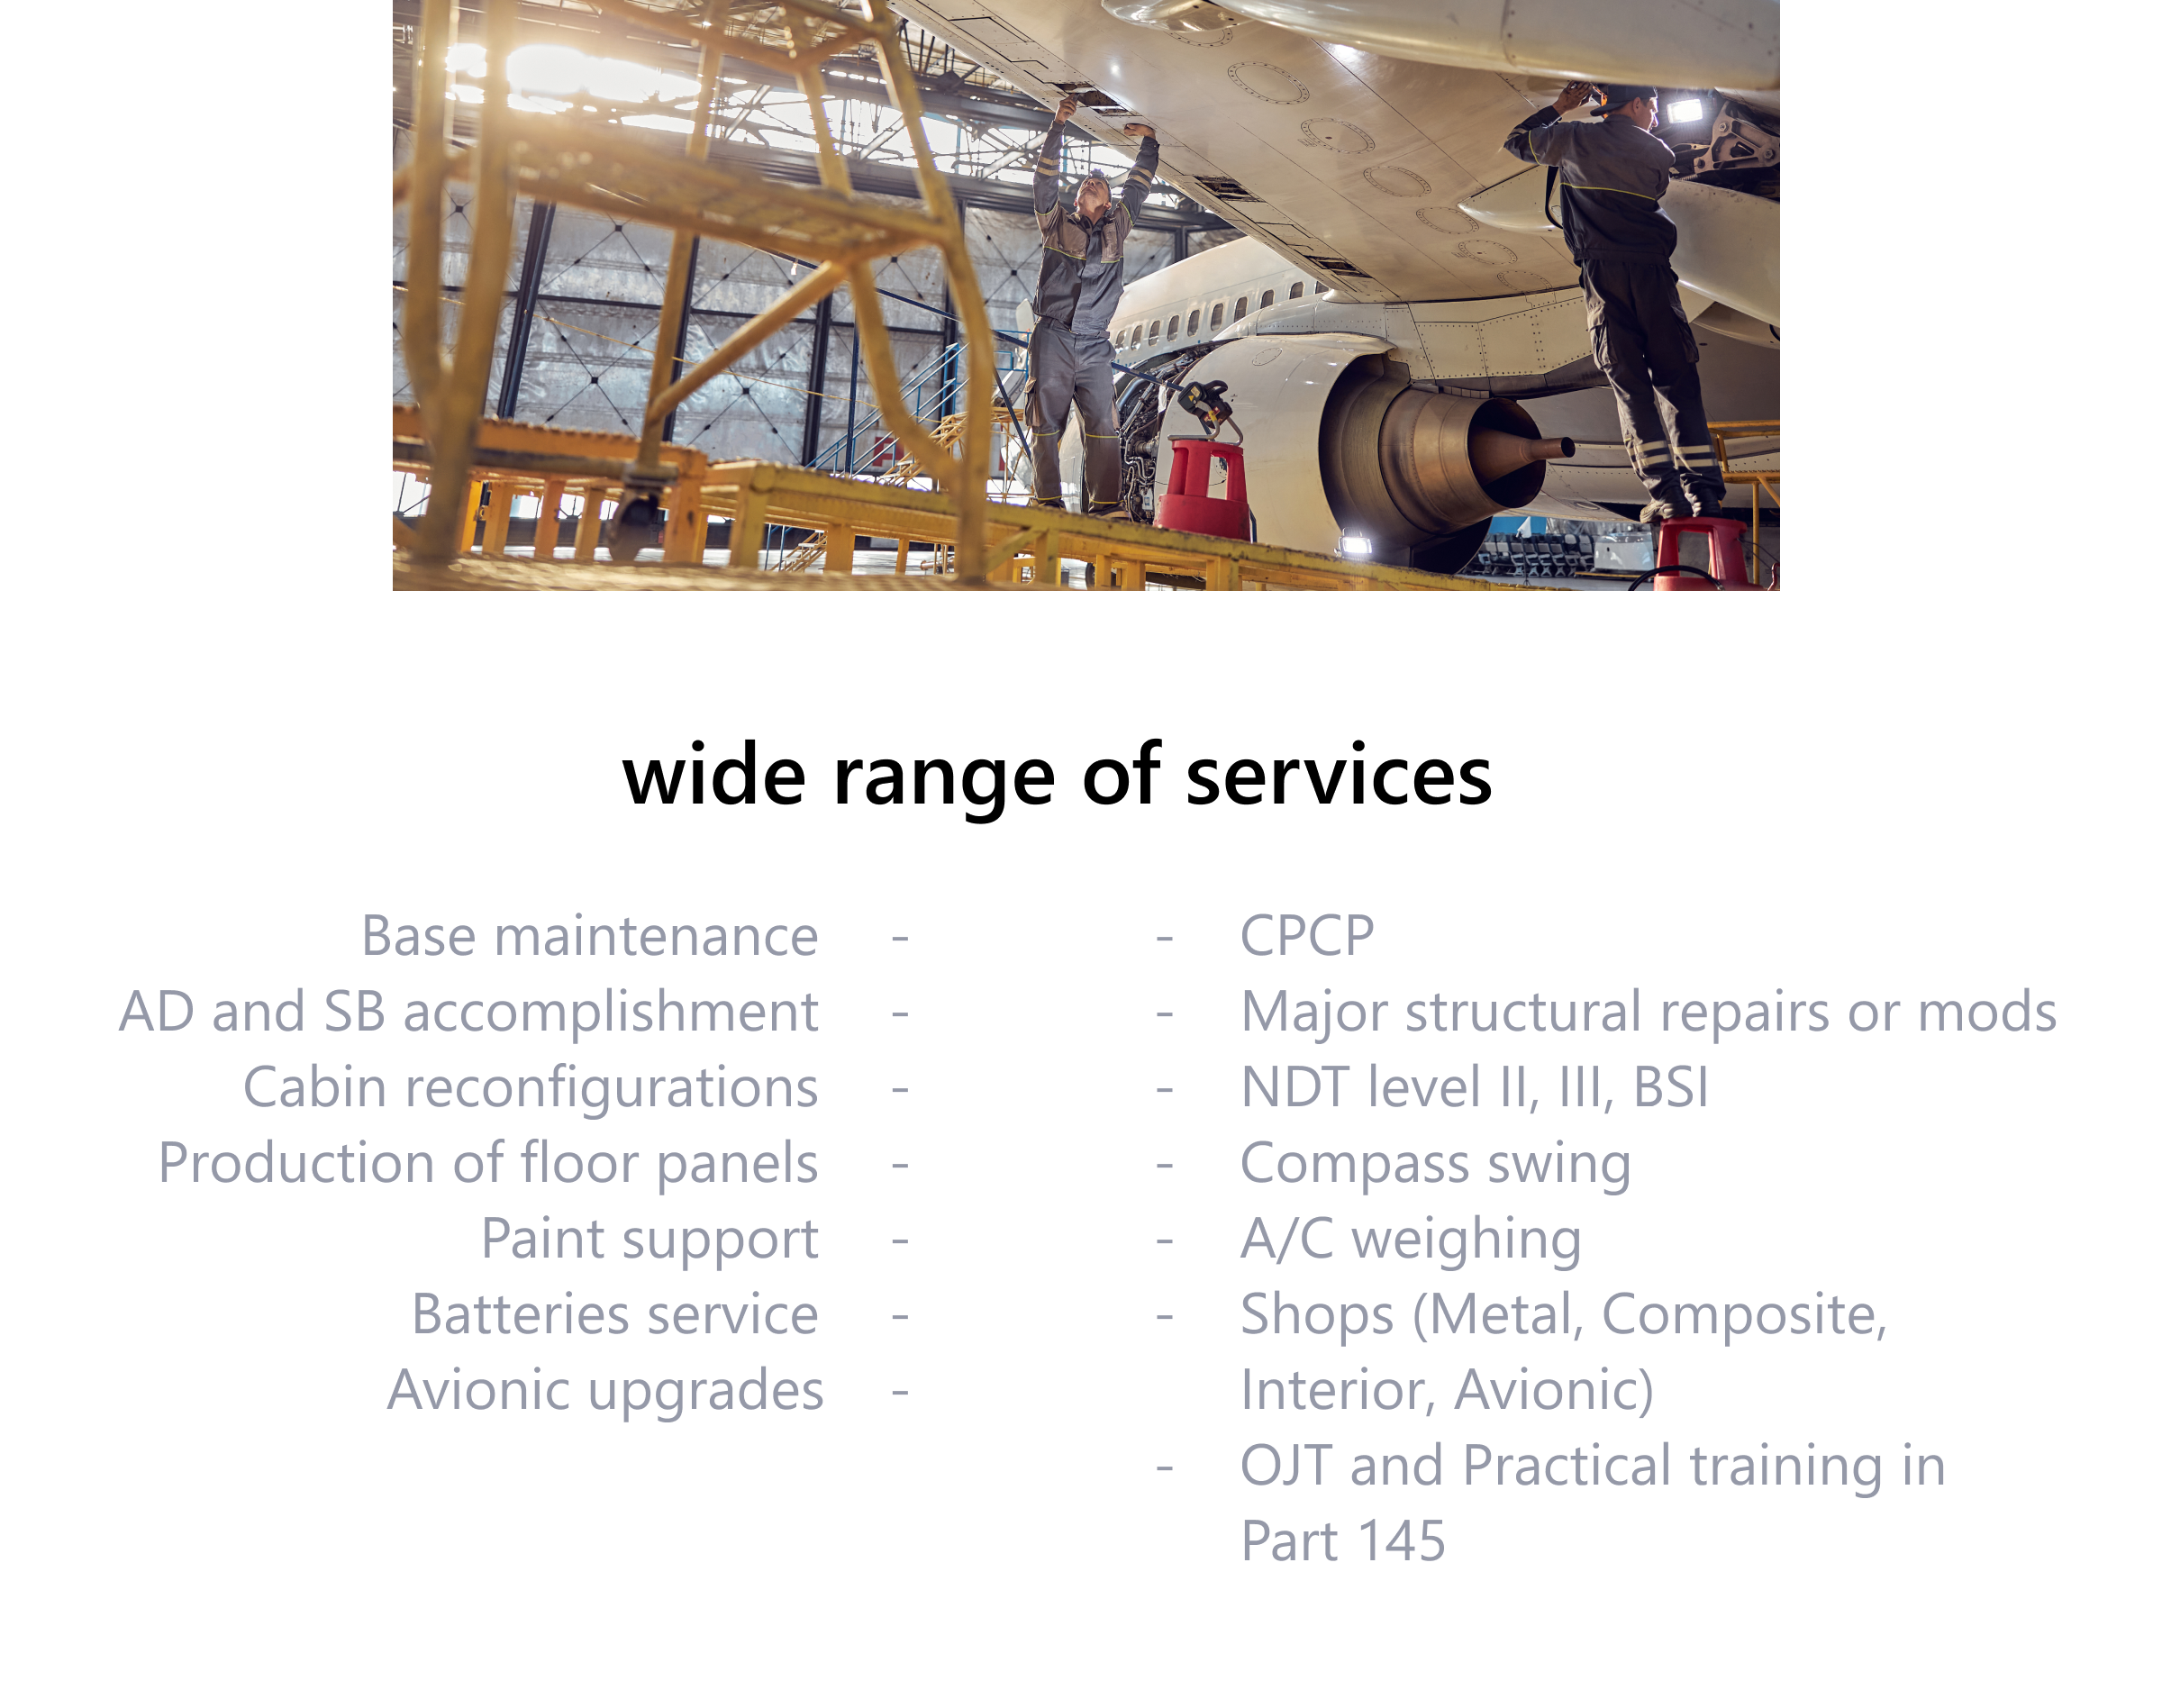 wide range of services
Base maintenance -
AD and SB accomplishment -
Cabin reconfigurations -
Production of floor panels -
Paint support -
Batteries service -
Avionic upgrades -
- CPCP
- Major structural repairs or mods
- NDT level II, III, BSI
- Compass swing
- A/C weighing
- Shops (Metal, Composite,
Interior, Avionic)
- OJT and Practical training in
Part 145